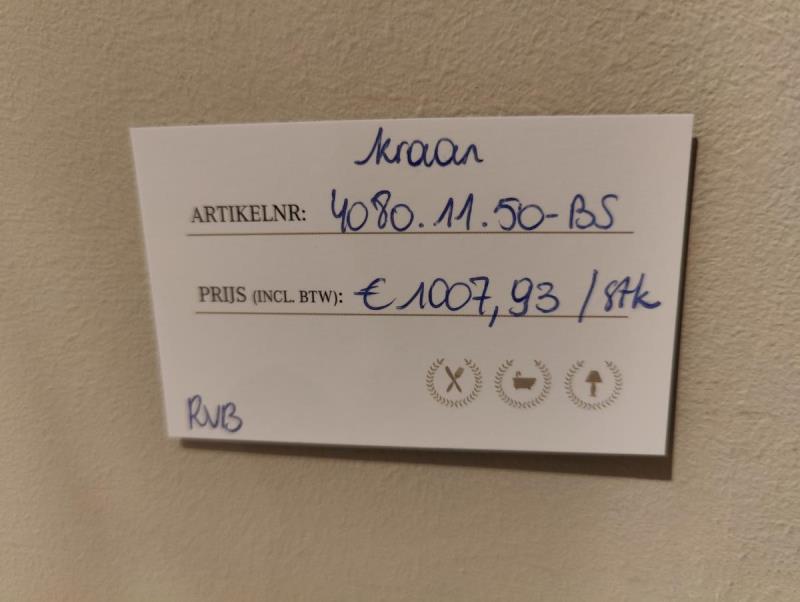 kraan
ARTIKELNR: 4080.11.50-BS
PRIJS (INCL. BTW): € 1007,93 /stk
RVB